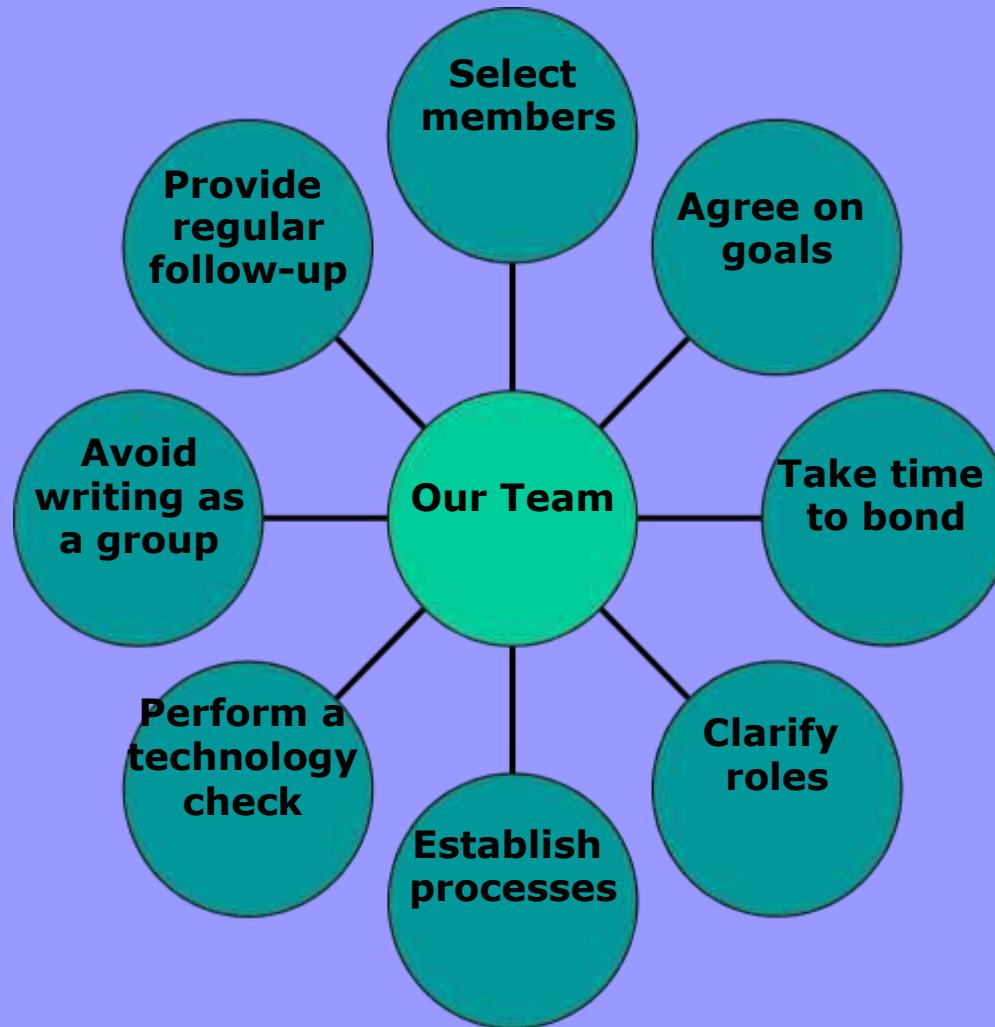 Select
members
Agree on
goals
Take time
to bond
Clarify
roles
Establish
processes
Perform a
technology
check
Avoid
writing as
a group
Provide
regular
follow-up
Our Team